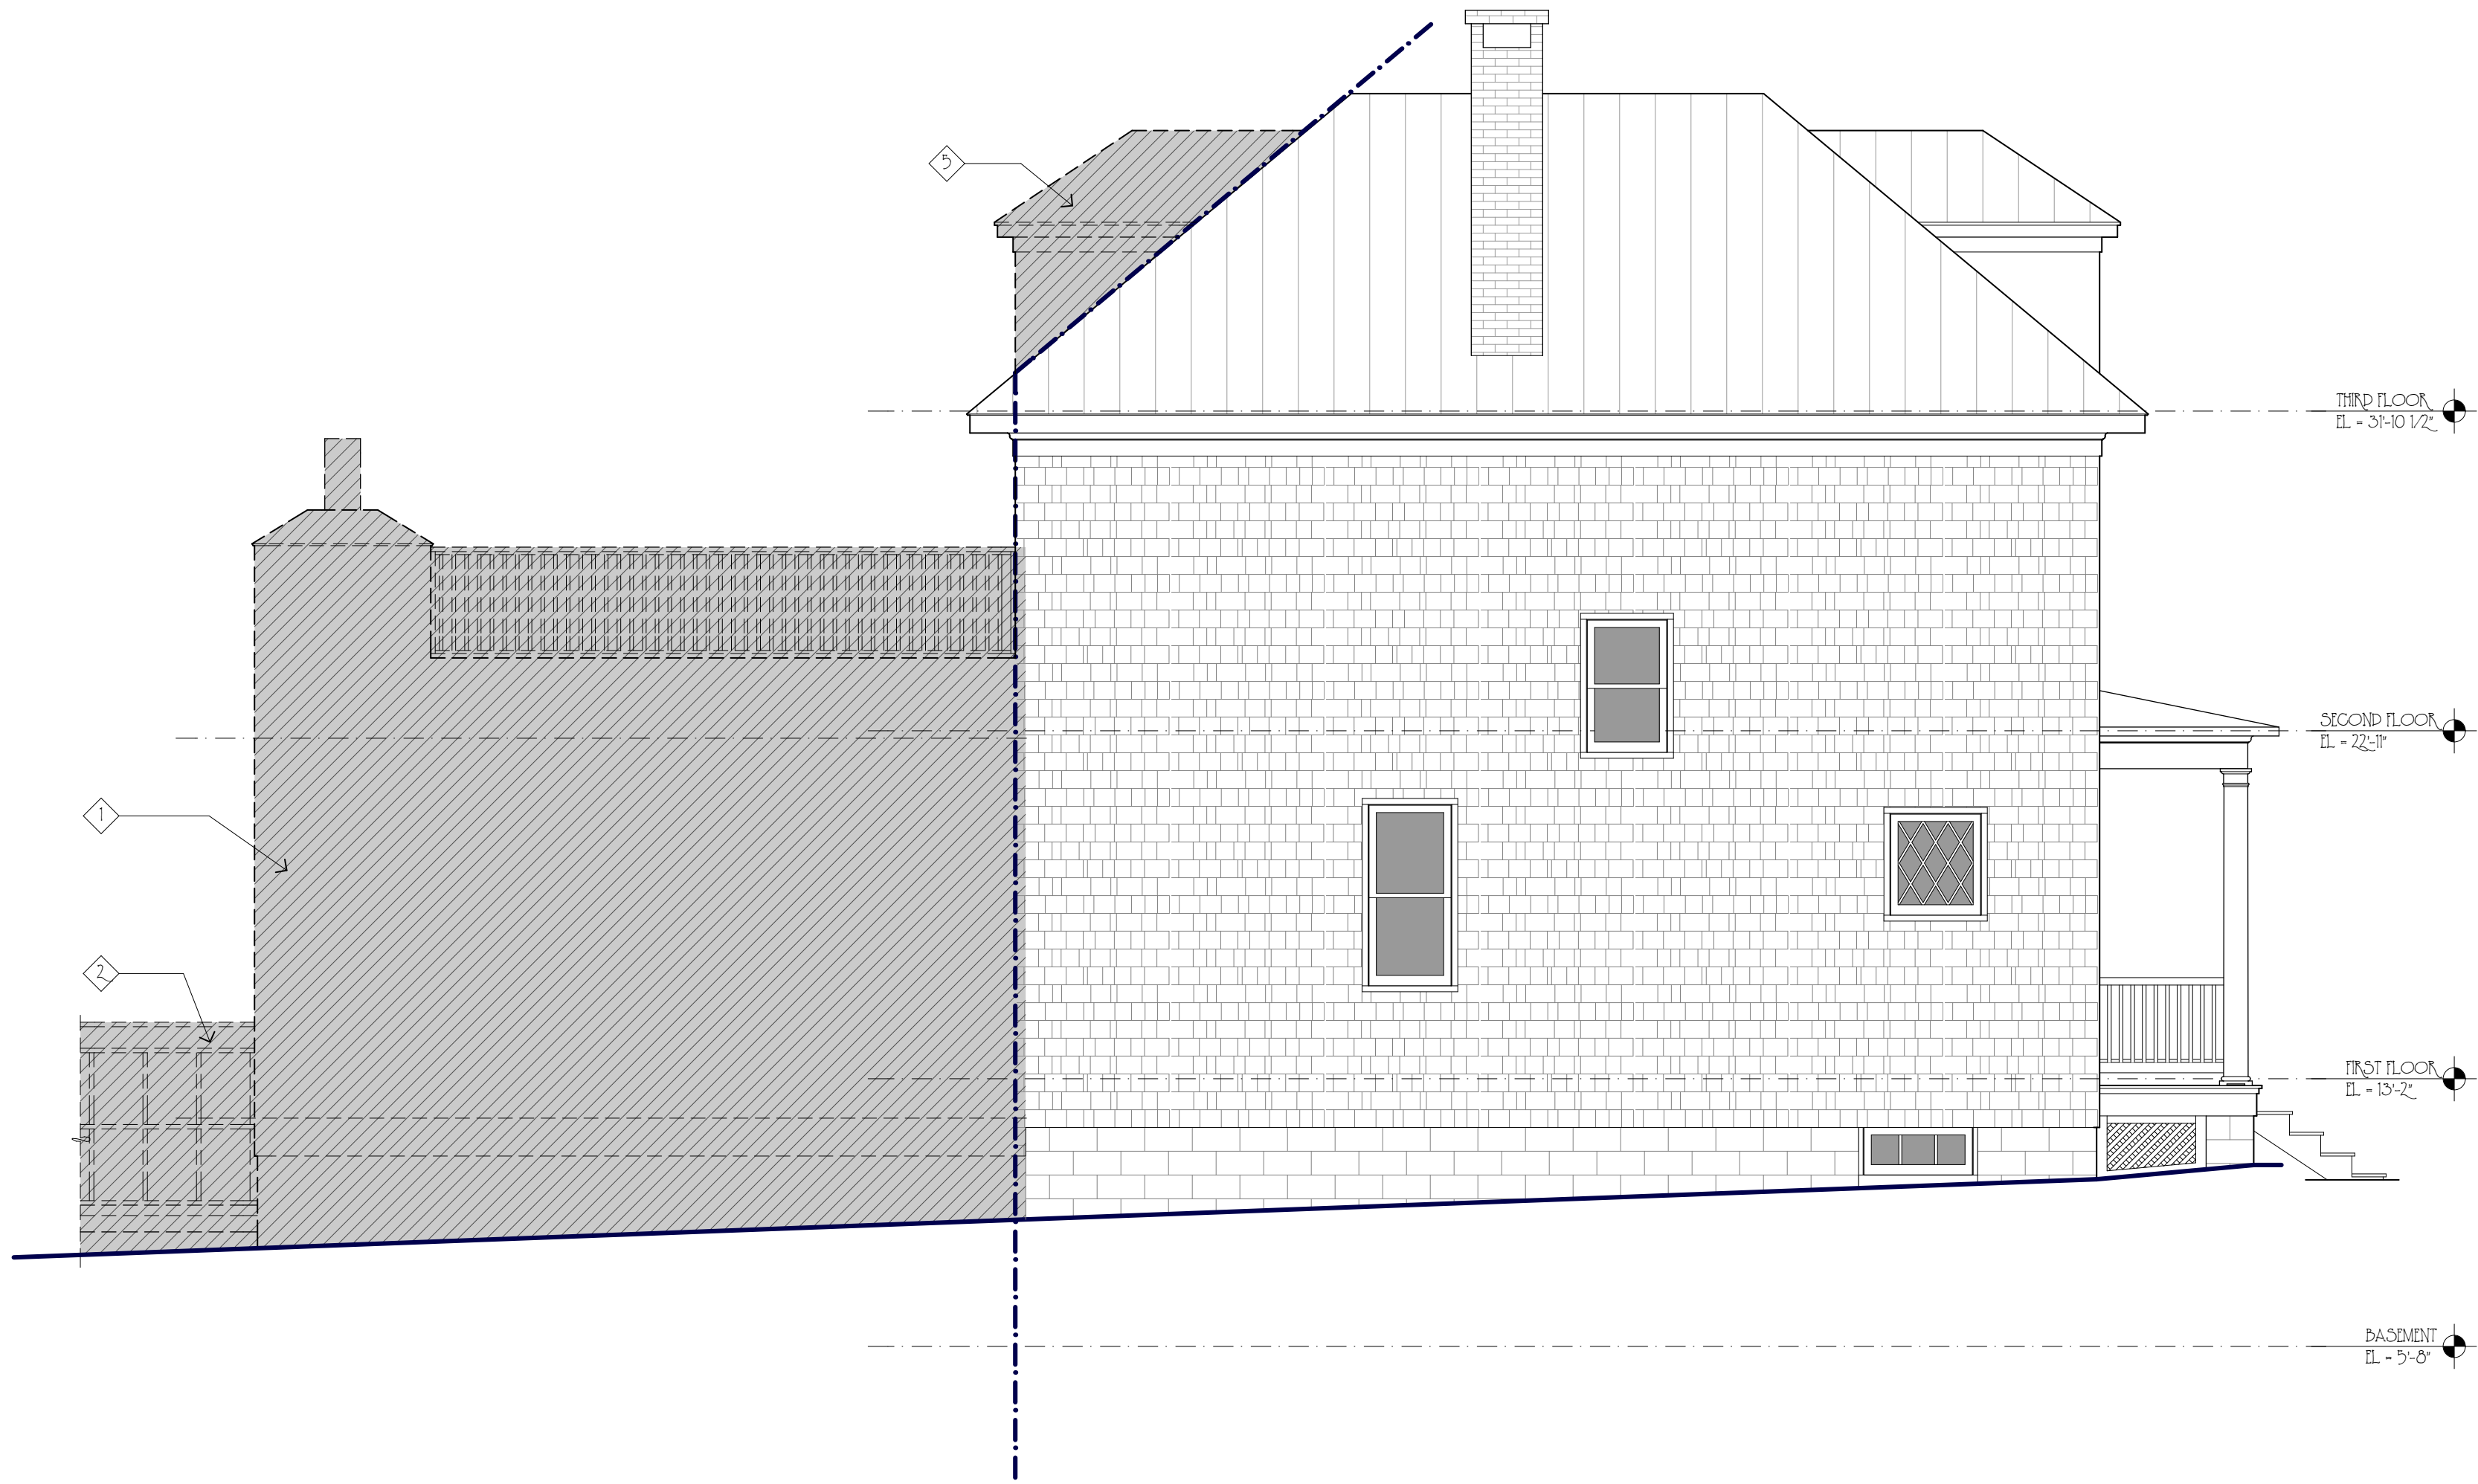 5
THIRD FLOOR
EL = 31'-10 1/2"
SECOND FLOOR
EL = 22'-11"
1
2
FIRST FLOOR
EL = 13'-2"
BASEMENT
EL = 5'-8"